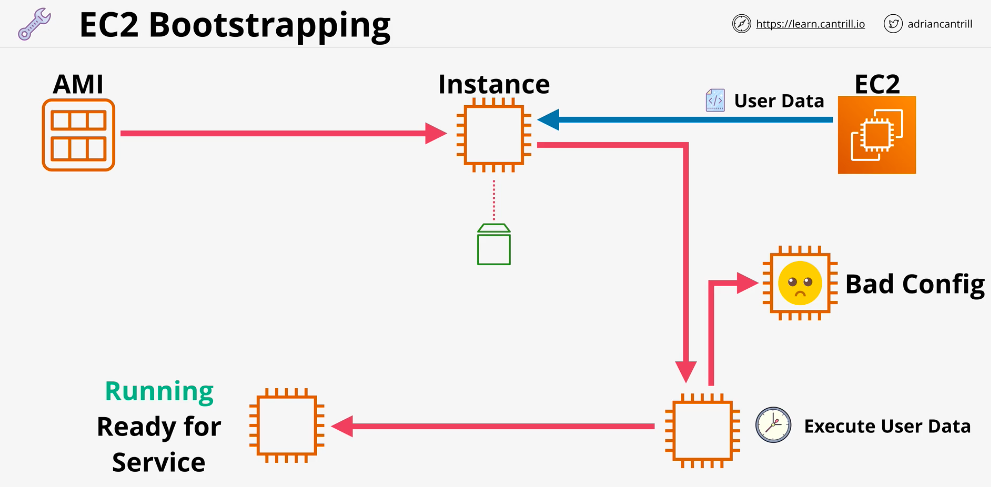 EC2 Bootstrapping
https://learn.cantrill.io
adriancantrill
AMI
Instance
EC2
</> User Data
Bad Config
Running
Ready for
Service
Execute User Data